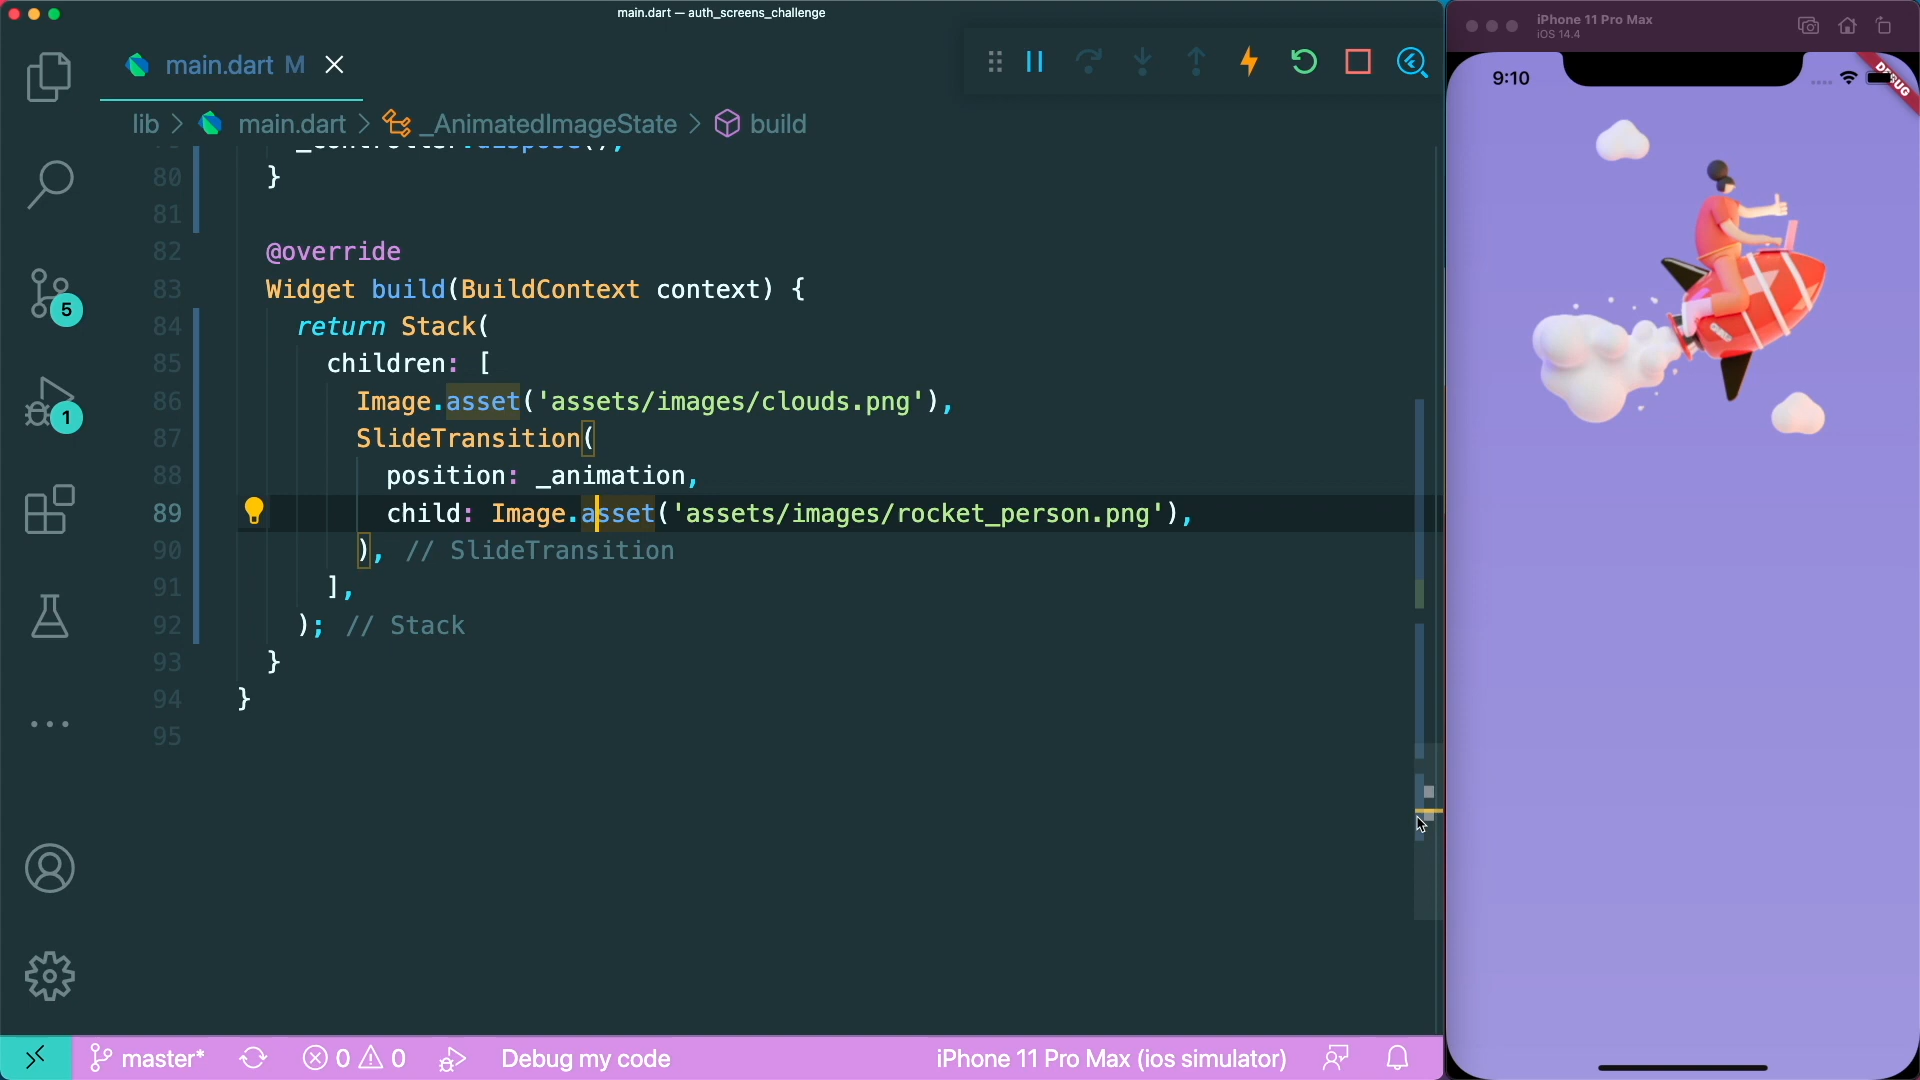 main.dart — auth_screens_challenge
main.dart M
lib > main.dart > _AnimatedImageState > build
_controller.dispose();
80 }
81
82 @override
83 Widget build(BuildContext context) {
84 return Stack(
85 children: [
86 Image.asset('assets/images/clouds.png'),
87 SlideTransition(
88 position: _animation,
89 child: Image.asset('assets/images/rocket_person.png'),
90 ), // SlideTransition
91 ],
92 ); // Stack
93 }
94 }
95
5
1
master* 0 0 Debug my code iPhone 11 Pro Max (ios simulator)
iPhone 11 Pro Max
iOS 14.4
9:10
DEBUG